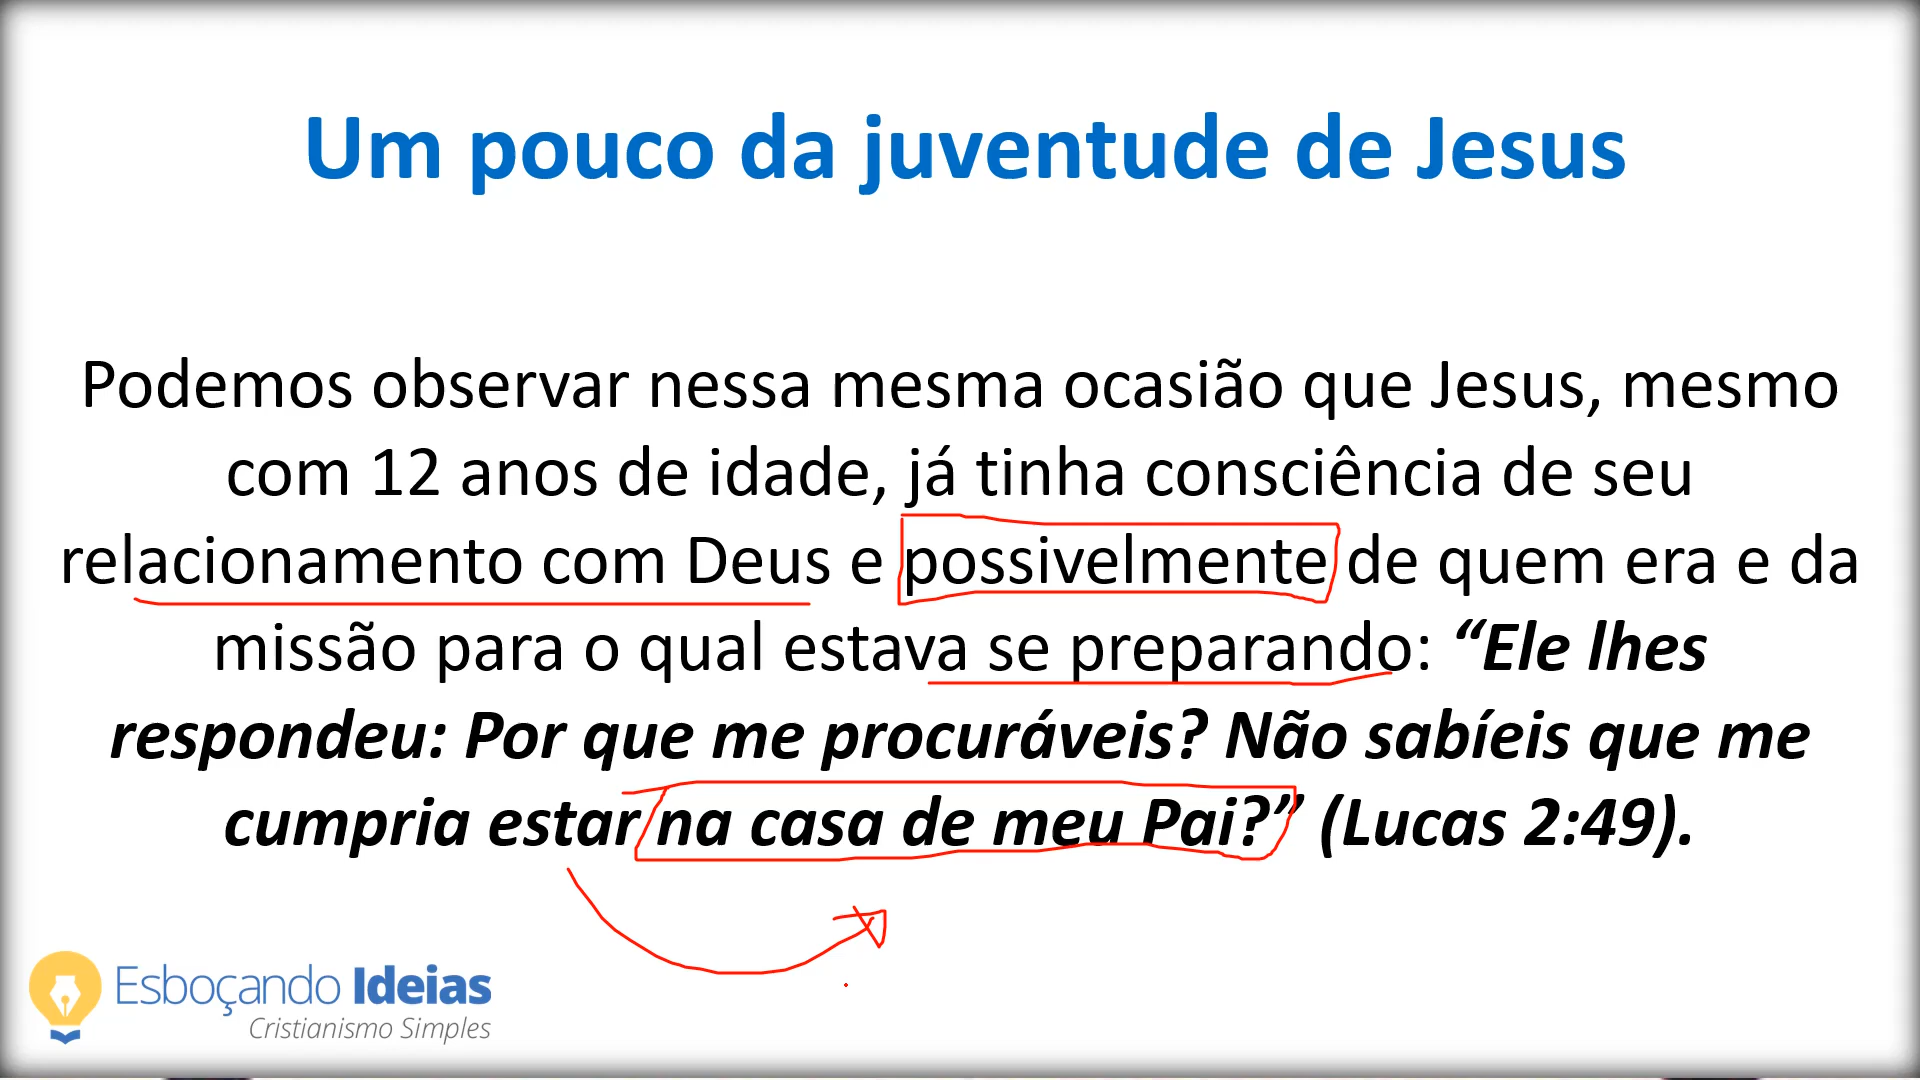 Um pouco da juventude de Jesus
Podemos observar nessa mesma ocasião que Jesus, mesmo
com 12 anos de idade, já tinha consciência de seu
relacionamento com Deus e possivelmente de quem era e da
missão para o qual estava se preparando: “Ele lhes
respondeu: Por que me procuráveis? Não sabíeis que me
cumpria estar na casa de meu Pai?” (Lucas 2:49).
Esboçando Ideias
Cristianismo Simples